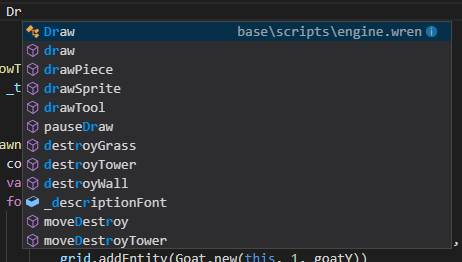 Dr
Draw base\scripts\engine.wren
draw
drawPiece
drawSprite
drawTool
pauseDraw
destroyGrass
destroyTower
destroyWall
_descriptionFont
moveDestroy
moveDestroyTower
owT
_t
awn
co
va
fo
,
grid.addEntity(Goat.new(this, 1, goatY))